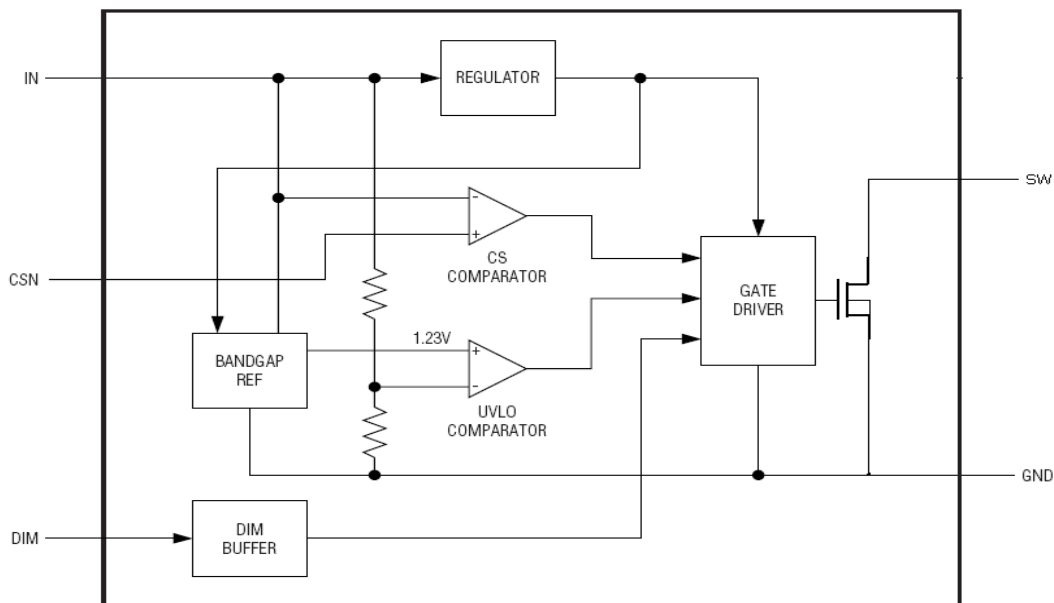 IN
REGULATOR
SW
-
+
CS
COMPARATOR
CSN
GATE
DRIVER
1.23V
BANDGAP
REF
+
-
UVLO
COMPARATOR
GND
DIM
DIM
BUFFER